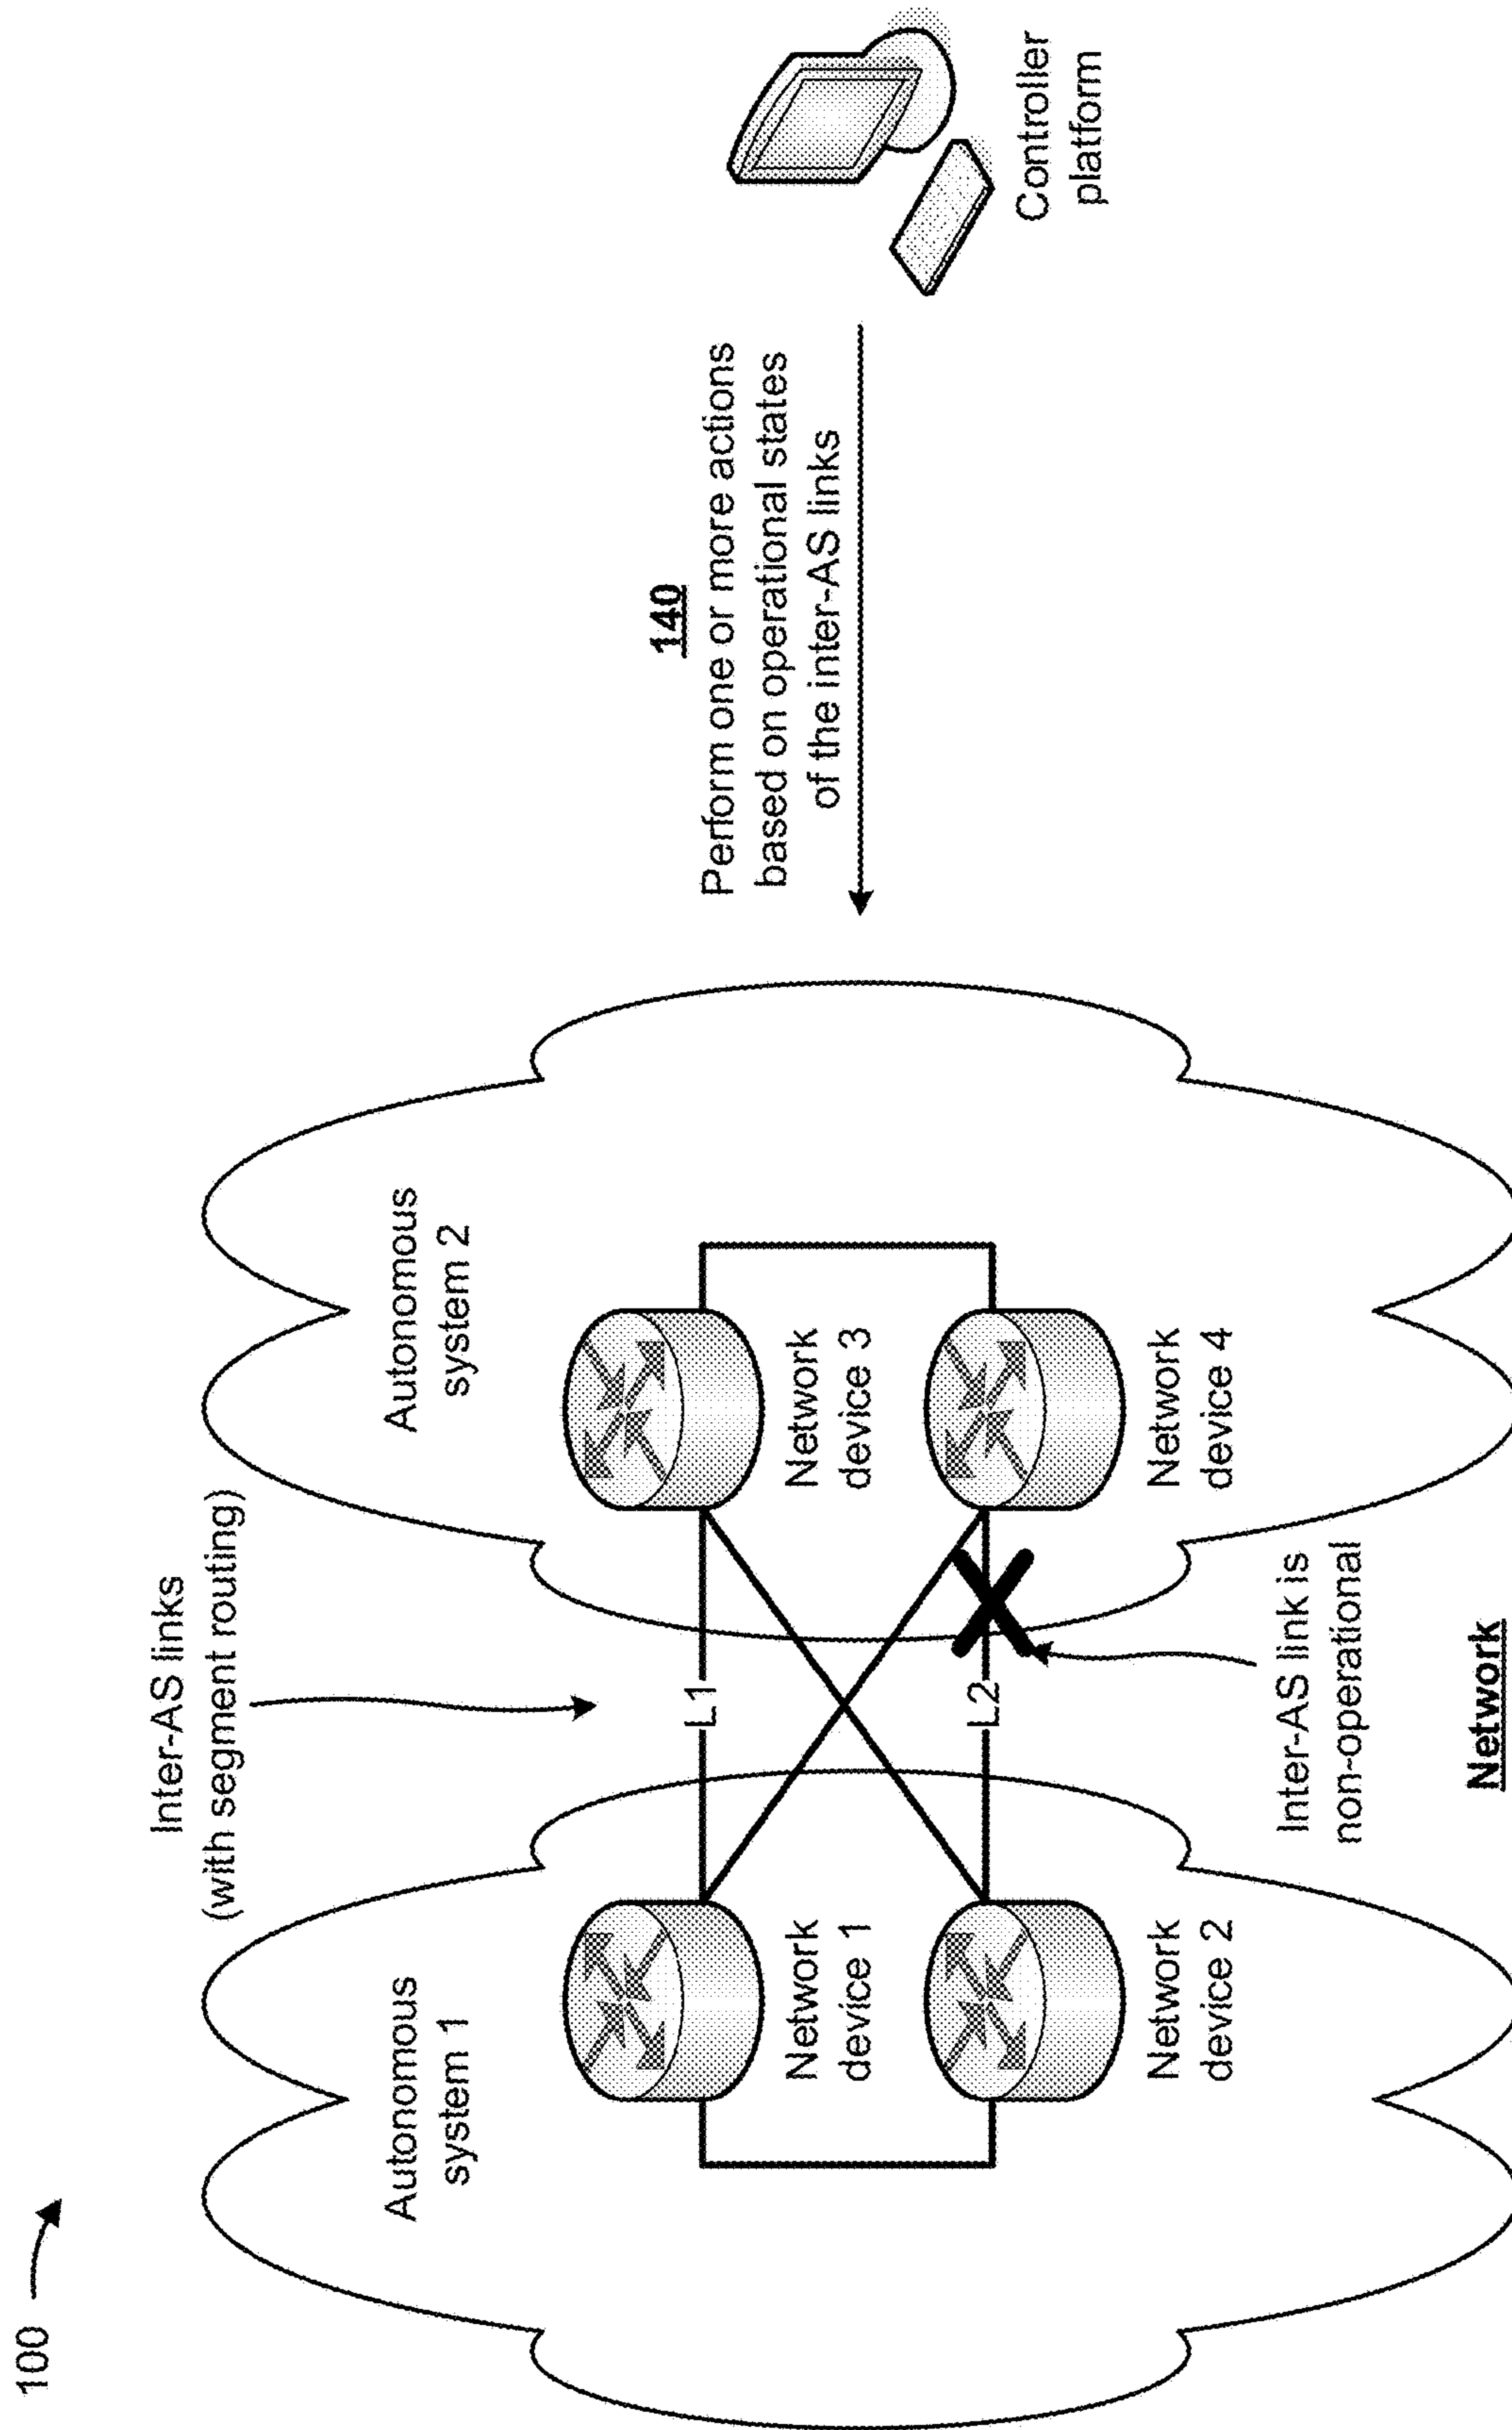 100
Inter-AS links
(with segment routing)
Autonomous
system 1
Autonomous
system 2
L1
L2
Network
device 1
Network
device 3
Network
device 2
Network
device 4
Inter-AS link is
non-operational
Network
140
Perform one or more actions
based on operational states
of the inter-AS links
Controller
platform